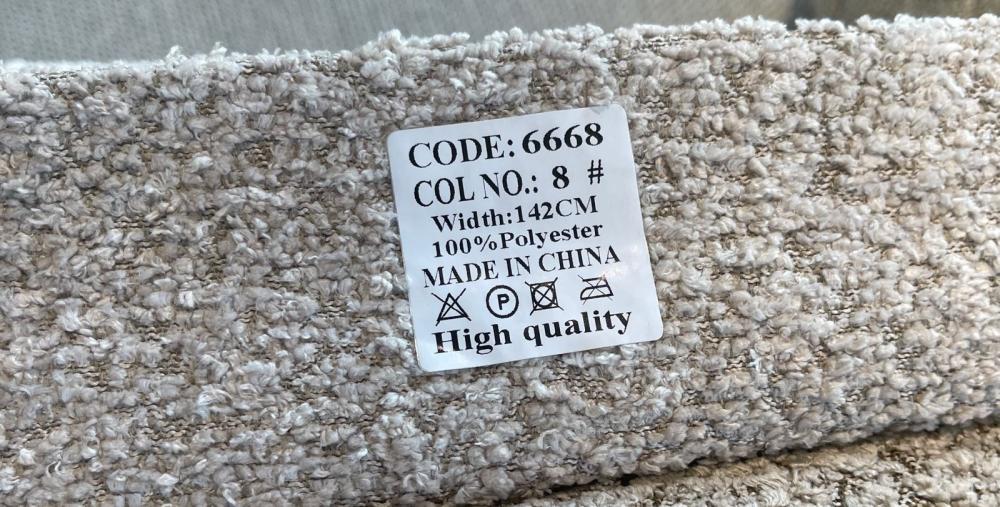 CODE: 6668
COL NO.: 8 #
Width:142CM
100%Polyester
MADE IN CHINA
P
High quality